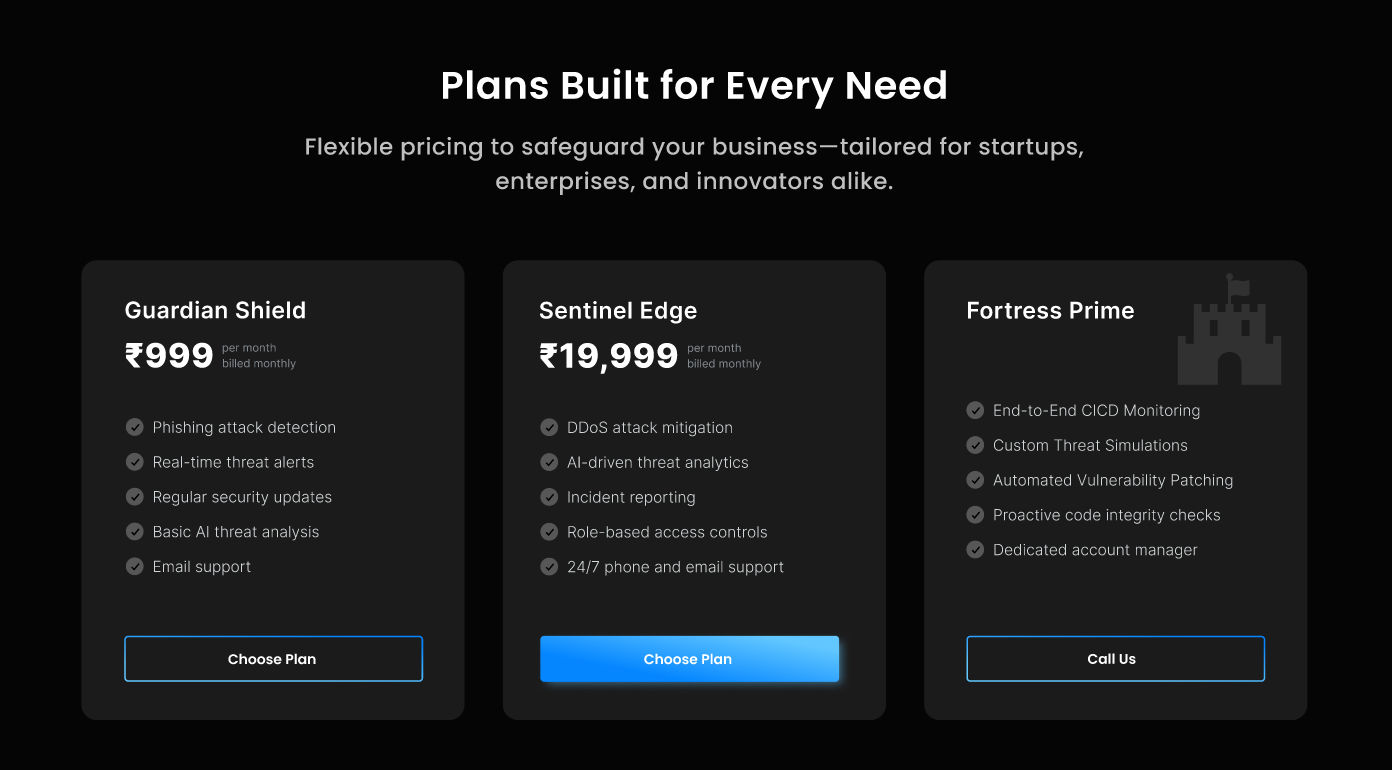 Plans Built for Every Need
Flexible pricing to safeguard your business—tailored for startups,
enterprises, and innovators alike.
Guardian Shield
₹999
per month
billed monthly
Phishing attack detection
Real-time threat alerts
Regular security updates
Basic AI threat analysis
Email support
Choose Plan
Sentinel Edge
₹19,999
per month
billed monthly
DDoS attack mitigation
AI-driven threat analytics
Incident reporting
Role-based access controls
24/7 phone and email support
Choose Plan
Fortress Prime
End-to-End CICD Monitoring
Custom Threat Simulations
Automated Vulnerability Patching
Proactive code integrity checks
Dedicated account manager
Call Us